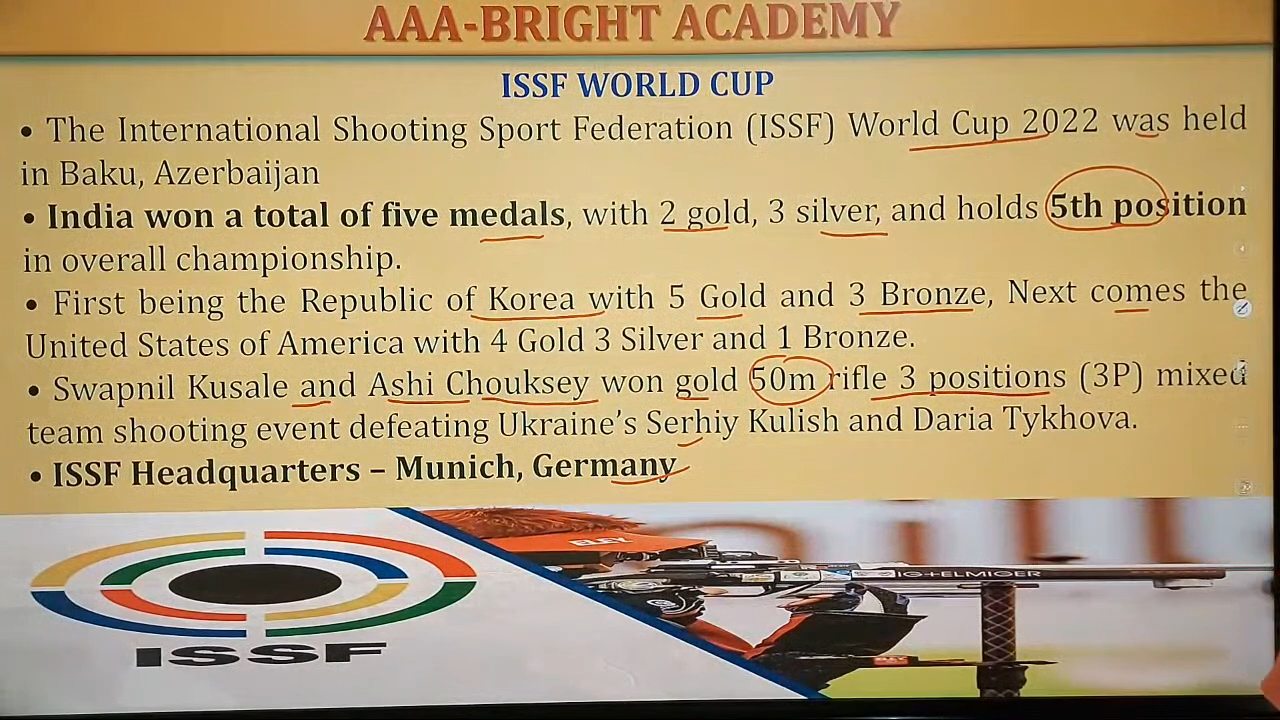 AAA-BRIGHT ACADEMY
ISSF WORLD CUP
• The International Shooting Sport Federation (ISSF) World Cup 2022 was held
in Baku, Azerbaijan
• India won a total of five medals, with 2 gold, 3 silver, and holds 5th position
in overall championship.
• First being the Republic of Korea with 5 Gold and 3 Bronze, Next comes the
United States of America with 4 Gold 3 Silver and 1 Bronze.
• Swapnil Kusale and Ashi Chouksey won gold 50m rifle 3 positions (3P) mixed
team shooting event defeating Ukraine's Serhiy Kulish and Daria Tykhova.
• ISSF Headquarters – Munich, Germany
ELEY
ISSF